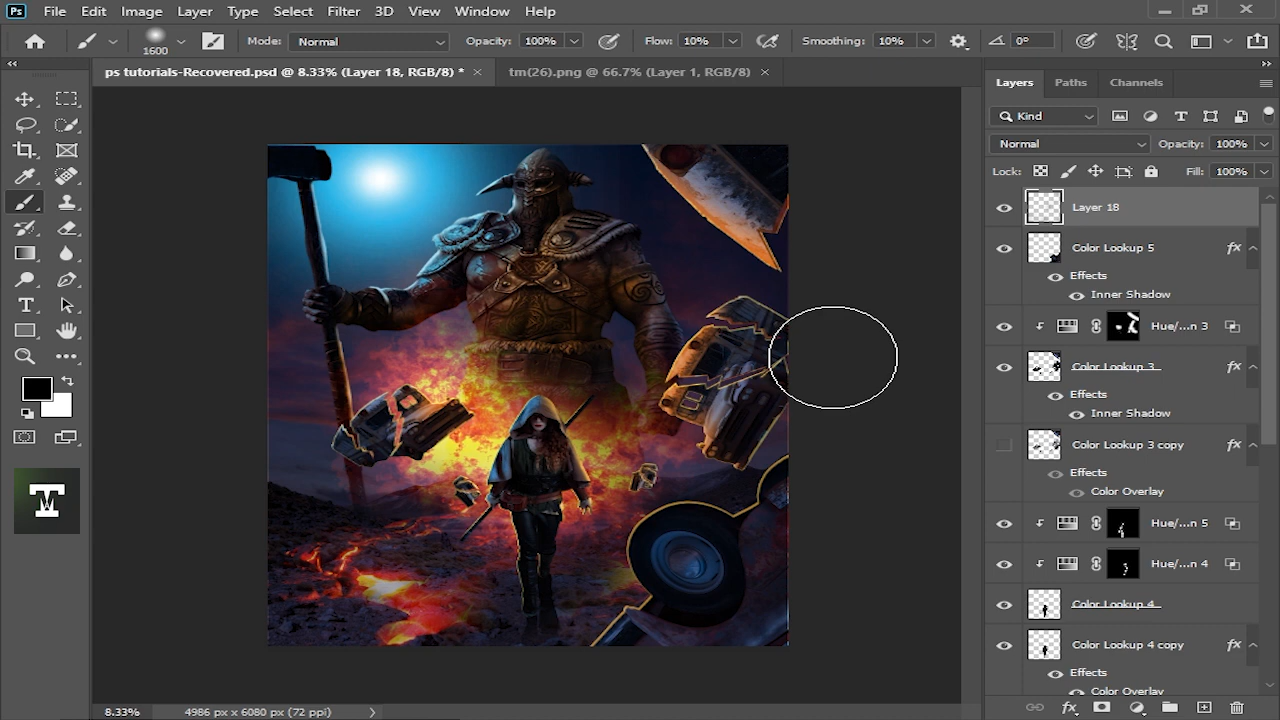 Ps File Edit Image Layer Type Select Filter 3D View Window Help
1600 Mode: Normal Opacity: 100% Flow: 10% Smoothing: 10% 0°
ps tutorials-Recovered.psd @ 8.33% (Layer 18, RGB/8) * × tm(26).png @ 66.7% (Layer 1, RGB/8) ×
Layers Paths Channels
Kind
Normal Opacity: 100%
Lock: Fill: 100%
Layer 18
Color Lookup 5 fx
Effects
Inner Shadow
Hue/...n 3
Color Lookup 3 fx
Effects
Inner Shadow
Color Lookup 3 copy fx
Effects
Color Overlay
Hue/...n 5
Hue/...n 4
Color Lookup 4
Color Lookup 4 copy fx
Effects
Color Overlay
8.33% 4986 px x 6080 px (72 ppi)